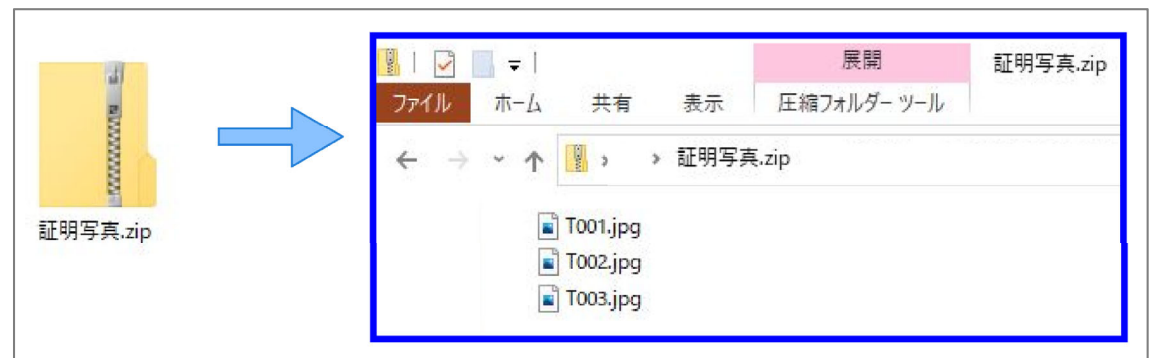 展開 証明写真.zip
ファイル ホーム 共有 表示 圧縮フォルダー ツール
証明写真.zip
T001.jpg
T002.jpg
T003.jpg
証明写真.zip